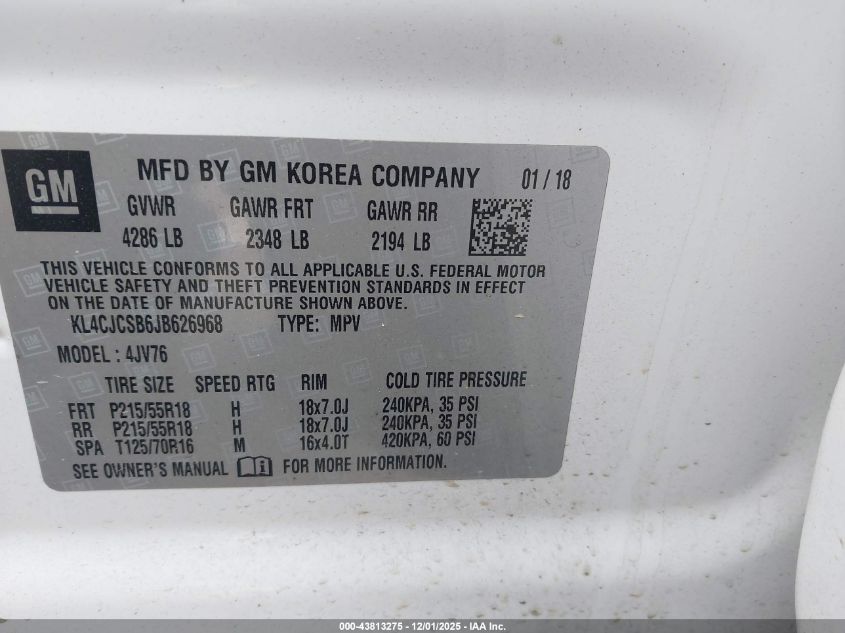 GM
MFD BY GM KOREA COMPANY 01 / 18
GVWR GAWR FRT GAWR RR
4286 LB 2348 LB 2194 LB
THIS VEHICLE CONFORMS TO ALL APPLICABLE U.S. FEDERAL MOTOR
VEHICLE SAFETY AND THEFT PREVENTION STANDARDS IN EFFECT
ON THE DATE OF MANUFACTURE SHOWN ABOVE.
KL4CJCSB6JB626968 TYPE: MPV
MODEL : 4JV76
TIRE SIZE SPEED RTG RIM COLD TIRE PRESSURE
FRT P215/55R18 H 18x7.0J 240KPA, 35 PSI
RR P215/55R18 H 18x7.0J 240KPA, 35 PSI
SPA T125/70R16 M 16x4.0T 420KPA, 60 PSI
SEE OWNER'S MANUAL FOR MORE INFORMATION.
000-43813275 - 12/01/2025 - IAA Inc.